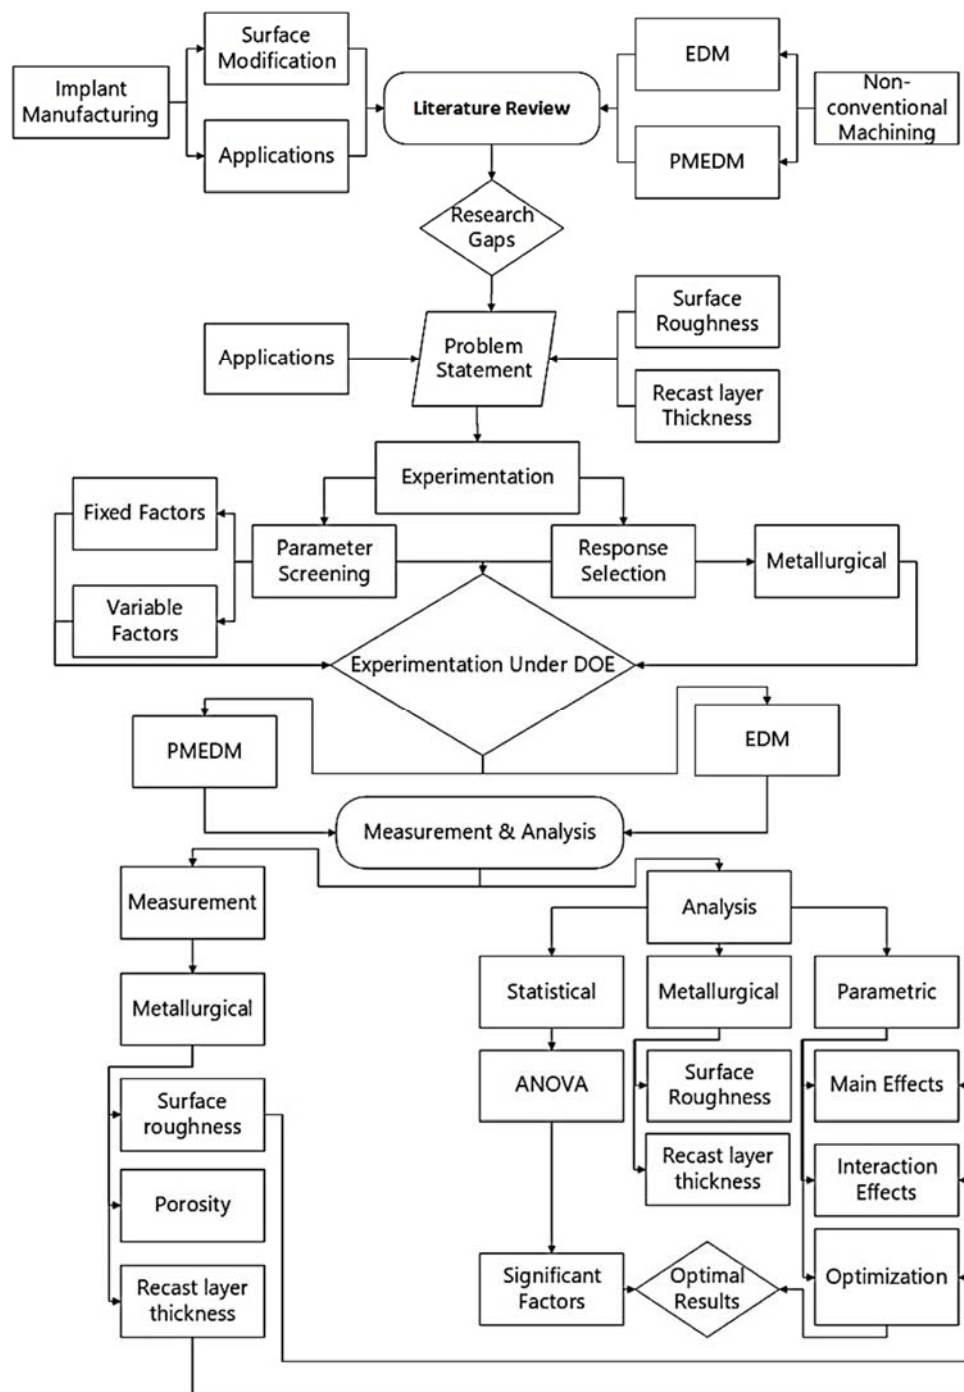 Surface
Modification
EDM
Implant
Manufacturing
Literature Review
Non-
conventional
Machining
Applications
PMEDM
Research
Gaps
Surface
Roughness
Applications
Problem
Statement
Recast layer
Thickness
Experimentation
Fixed Factors
Parameter
Screening
Response
Selection
Metallurgical
Variable
Factors
Experimentation Under DOE
PMEDM
EDM
Measurement & Analysis
Measurement
Analysis
Metallurgical
Statistical
Metallurgical
Parametric
Surface
roughness
ANOVA
Surface
Roughness
Main Effects
Porosity
Recast layer
thickness
Interaction
Effects
Recast layer
thickness
Significant
Factors
Optimal
Results
Optimization